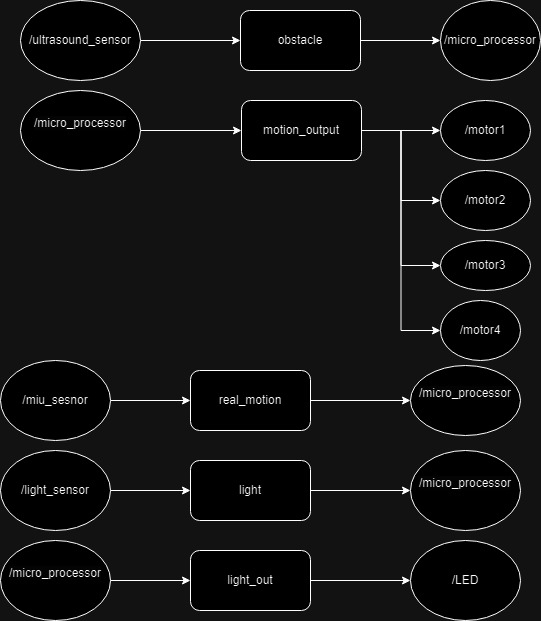 /ultrasound_sensor obstacle /micro_processor
/micro_processor motion_output /motor1
/motor2
/motor3
/motor4
/miu_sesnor real_motion /micro_processor
/light_sensor light /micro_processor
/micro_processor light_out /LED